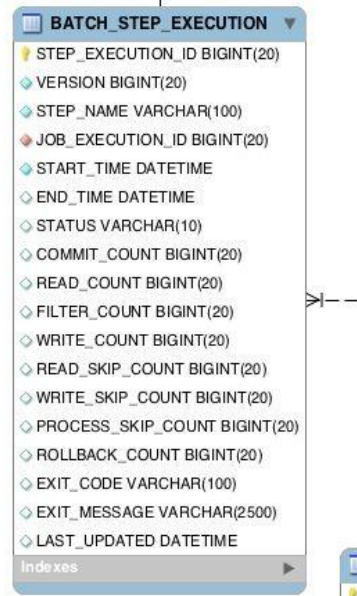 BATCH_STEP_EXECUTION
STEP_EXECUTION_ID BIGINT(20)
VERSION BIGINT(20)
STEP_NAME VARCHAR(100)
JOB_EXECUTION_ID BIGINT(20)
START_TIME DATETIME
END_TIME DATETIME
STATUS VARCHAR(10)
COMMIT_COUNT BIGINT(20)
READ_COUNT BIGINT(20)
FILTER_COUNT BIGINT(20)
WRITE_COUNT BIGINT(20)
READ_SKIP_COUNT BIGINT(20)
WRITE_SKIP_COUNT BIGINT(20)
PROCESS_SKIP_COUNT BIGINT(20)
ROLLBACK_COUNT BIGINT(20)
EXIT_CODE VARCHAR(100)
EXIT_MESSAGE VARCHAR(2500)
LAST_UPDATED DATETIME
Indexes